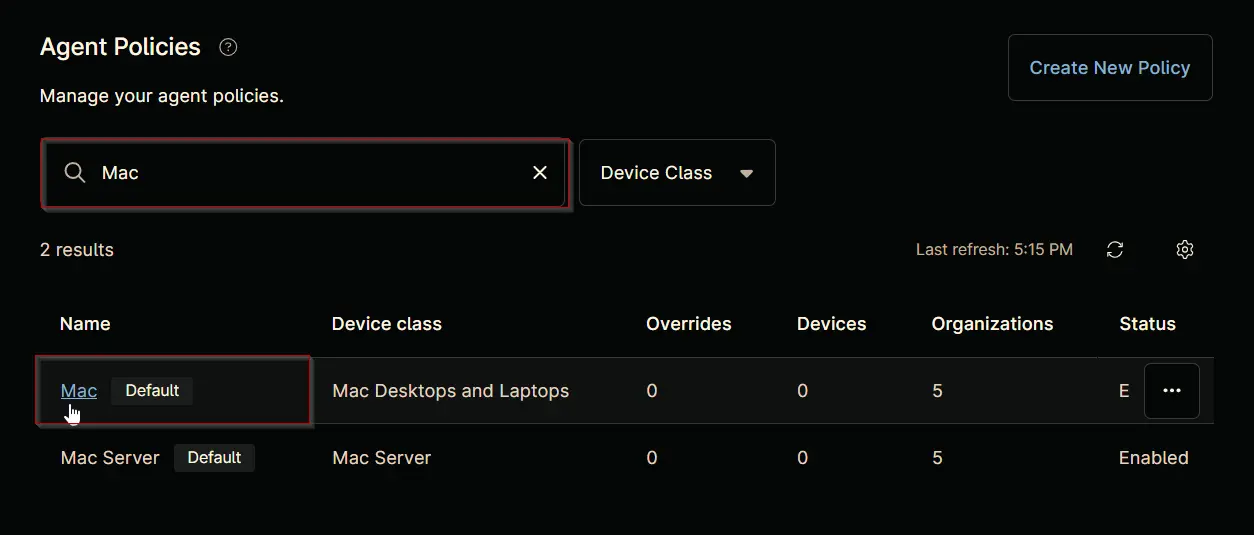 Agent Policies ?
Create New Policy
Manage your agent policies.
Mac
Device Class
2 results
Last refresh: 5:15 PM
Name Device class Overrides Devices Organizations Status
Mac Default Mac Desktops and Laptops 0 0 5 E ...
Mac Server Default Mac Server 0 0 5 Enabled